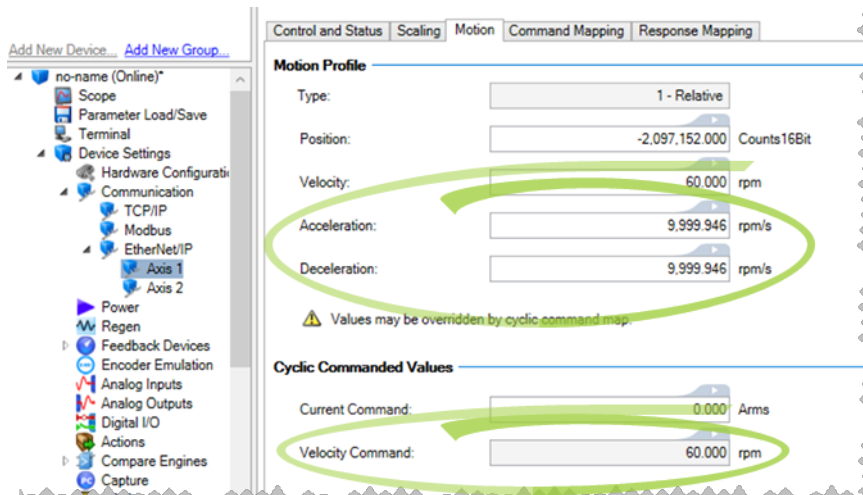 Add New Device... Add New Group...
no-name (Online)*
Scope
Parameter Load/Save
Terminal
Device Settings
Hardware Configuratio
Communication
TCP/IP
Modbus
EtherNet/IP
Axis 1
Axis 2
Power
Regen
Feedback Devices
Encoder Emulation
Analog Inputs
Analog Outputs
Digital I/O
Actions
Compare Engines
Capture
Control and Status Scaling Motion Command Mapping Response Mapping
Motion Profile
Type: 1 - Relative
Position: -2,097,152.000 Counts16Bit
Velocity: 60.000 rpm
Acceleration: 9,999.946 rpm/s
Deceleration: 9,999.946 rpm/s
Values may be overridden by cyclic command map.
Cyclic Commanded Values
Current Command: 0.000 Arms
Velocity Command: 60.000 rpm